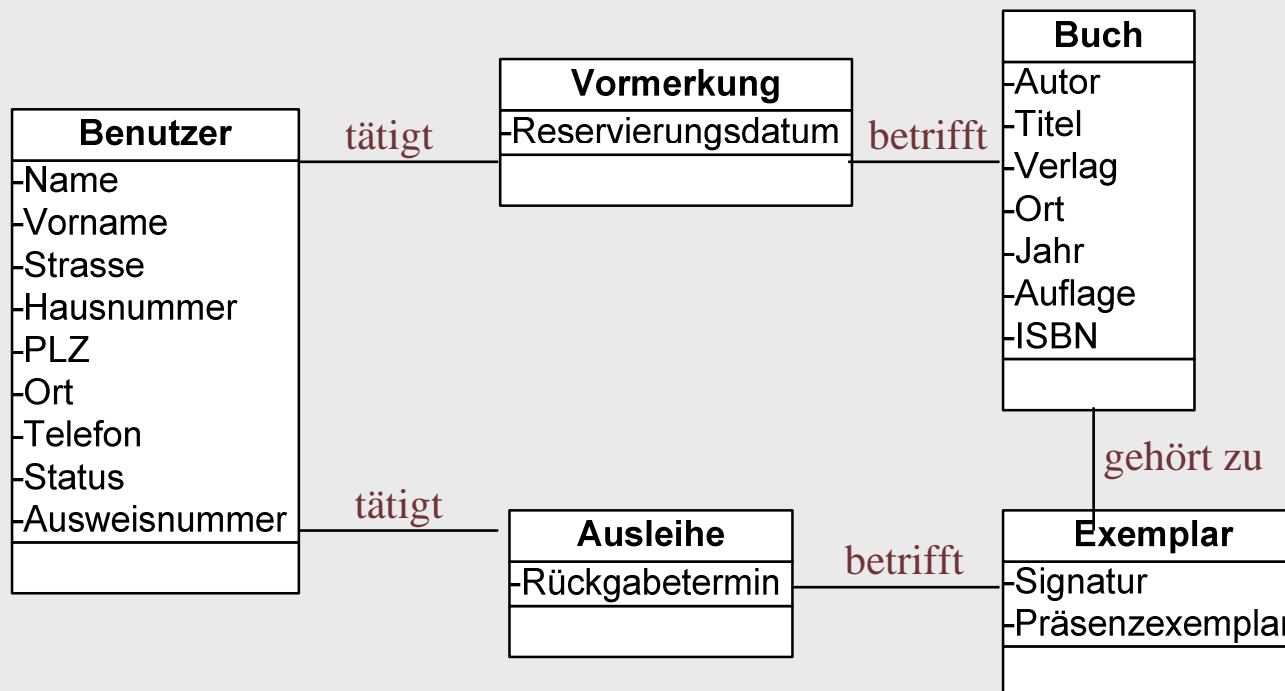 Benutzer
-Name
-Vorname
-Strasse
-Hausnummer
-PLZ
-Ort
-Telefon
-Status
-Ausweisnummer
tätigt
Vormerkung
-Reservierungsdatum
betrifft
Buch
-Autor
-Titel
-Verlag
-Ort
-Jahr
-Auflage
-ISBN
gehört zu
tätigt
Ausleihe
-Rückgabetermin
betrifft
Exemplar
-Signatur
-Präsenzexemplar